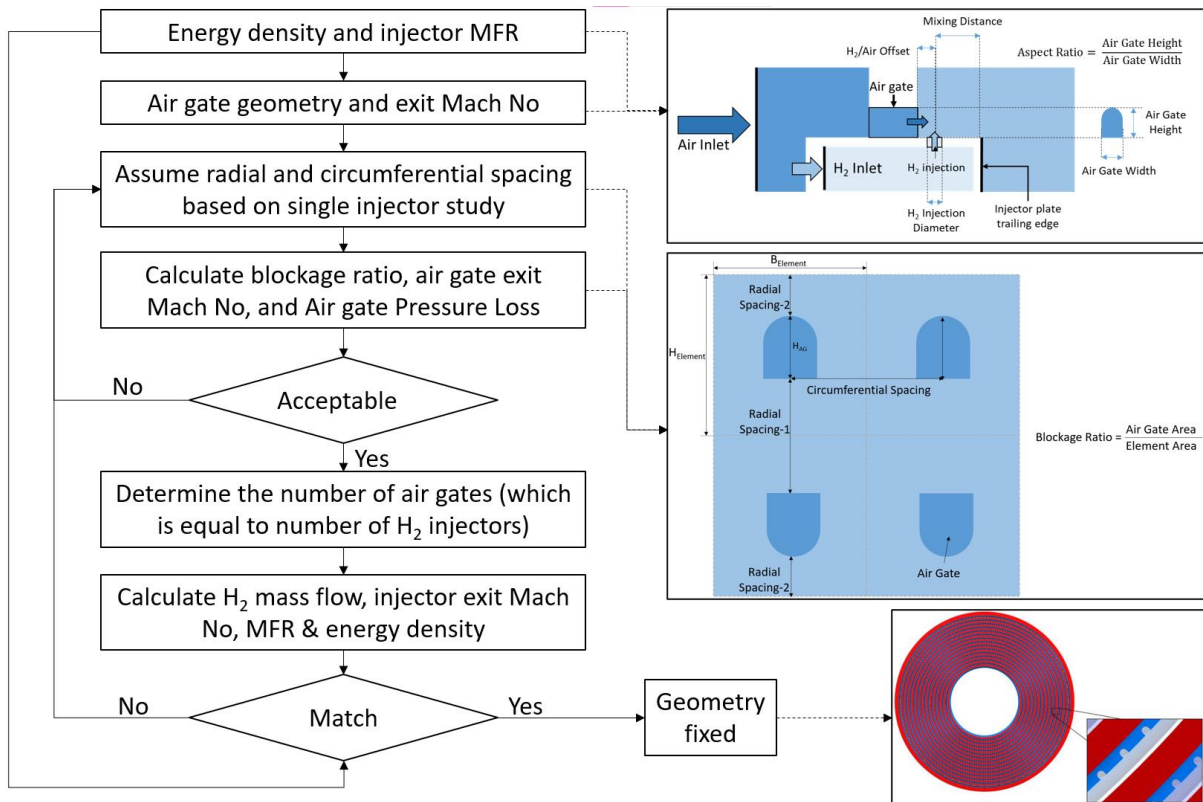 Energy density and injector MFR
Air gate geometry and exit Mach No
Assume radial and circumferential spacing
based on single injector study
Calculate blockage ratio, air gate exit
Mach No, and Air gate Pressure Loss
No
Acceptable
Yes
Determine the number of air gates (which
is equal to number of H₂ injectors)
Calculate H₂ mass flow, injector exit Mach
No, MFR & energy density
No
Match
Yes
Geometry
fixed
Mixing Distance
H₂/Air Offset
Aspect Ratio = Air Gate Height
Air Gate Width
Air gate
Air Inlet
Air Gate
Height
H₂ Inlet
H₂ injection
Air Gate Width
H₂ Injection
Diameter
Injector plate
trailing edge
B_Element
Radial
Spacing-2
H_AG
H_Element
Circumferential Spacing
Radial
Spacing-1
Blockage Ratio = Air Gate Area
Element Area
Radial
Spacing-2
Air Gate